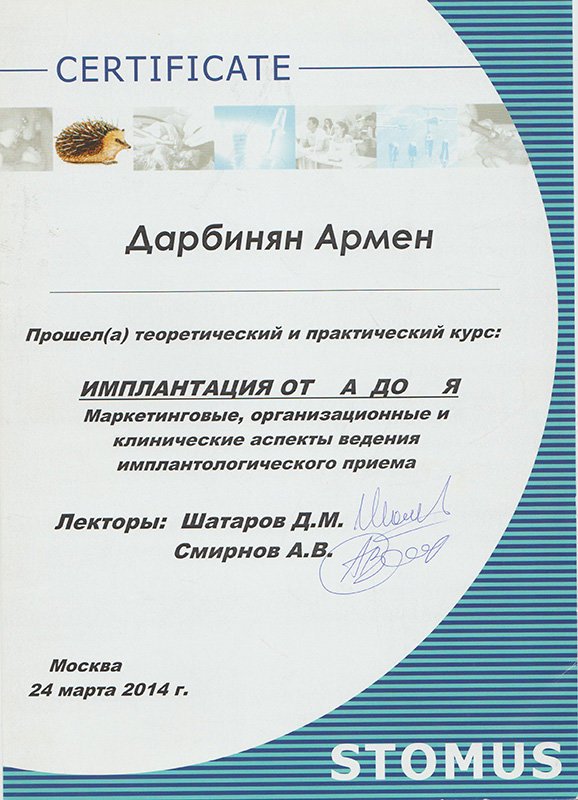 CERTIFICATE
Дарбинян Армен
Прошел(а) теоретический и практический курс:
ИМПЛАНТАЦИЯ ОТ А ДО Я
Маркетинговые, организационные и
клинические аспекты ведения
имплантологического приема
Лекторы: Шатаров Д.М.
Смирнов А.В.
Москва
24 марта 2014 г.
STOMUS